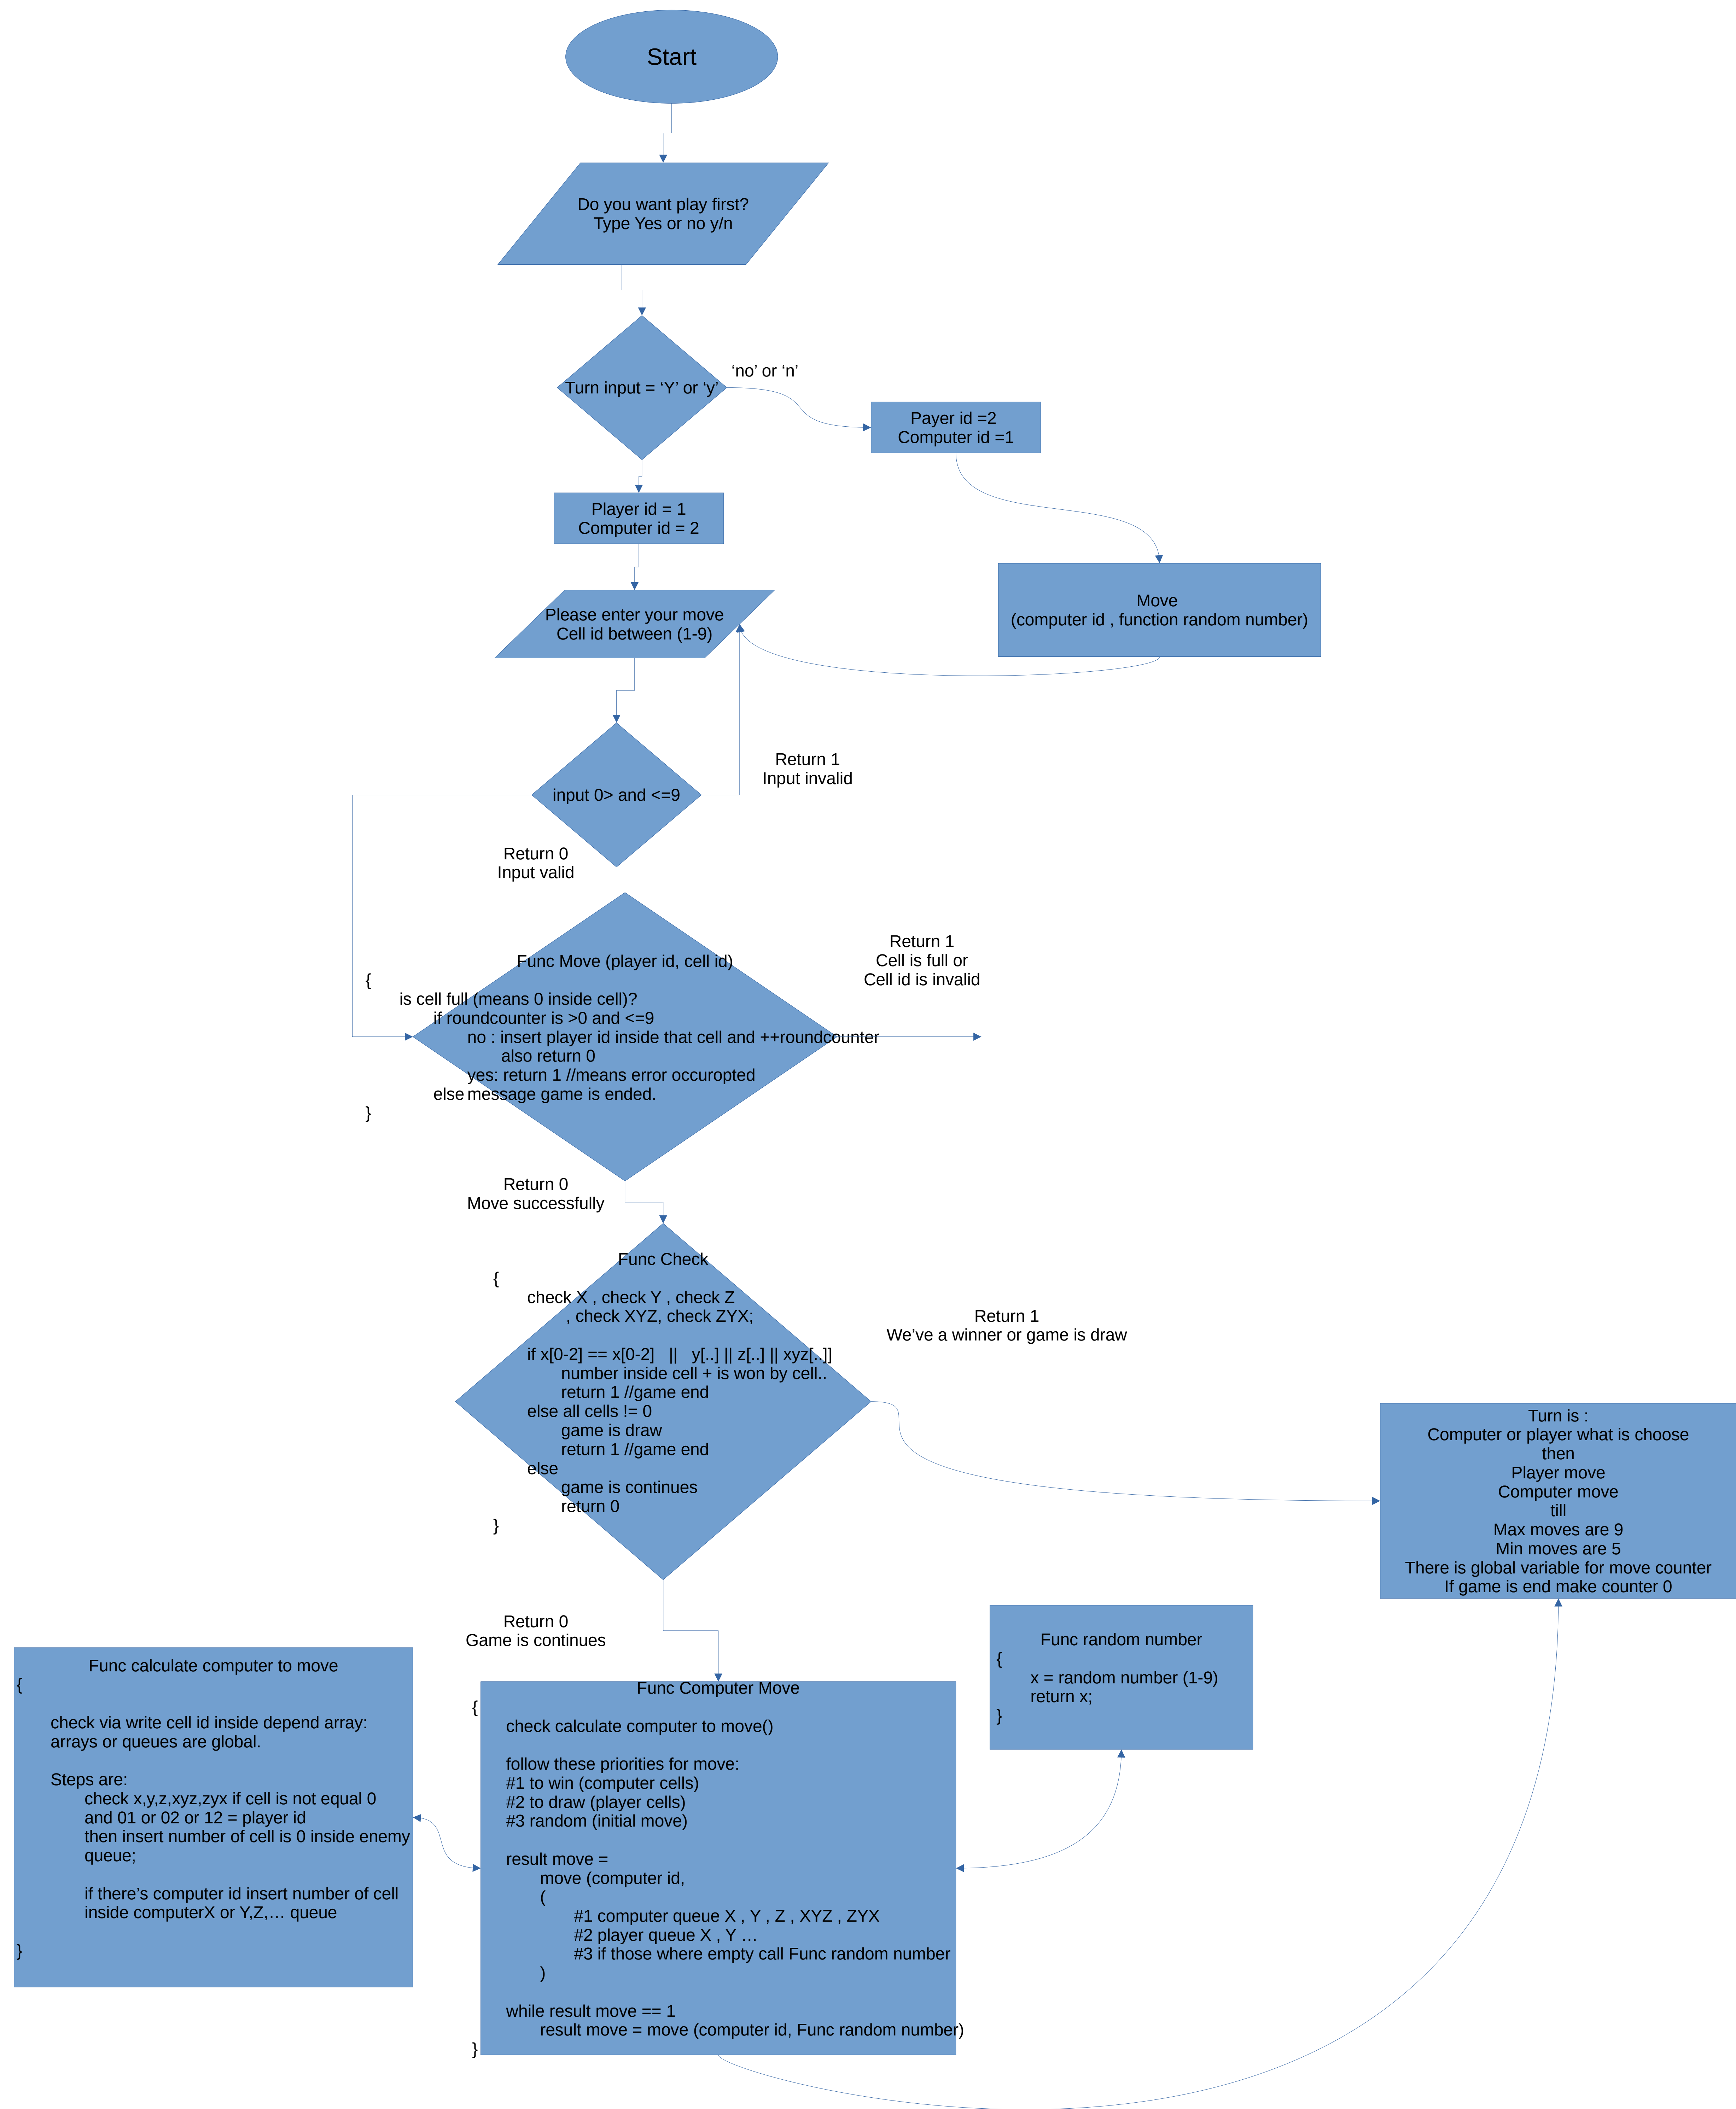 Start
Do you want play first?
Type Yes or no y/n
Turn input = ‘Y’ or ‘y’
‘no’ or ‘n’
Payer id =2
Computer id =1
Player id = 1
Computer id = 2
Move
(computer id , function random number)
Please enter your move
Cell id between (1-9)
Return 1
Input invalid
input 0> and <=9
Return 0
Input valid
Return 1
Cell is full or
Cell id is invalid
Func Move (player id, cell id)
{
is cell full (means 0 inside cell)?
if roundcounter is >0 and <=9
no : insert player id inside that cell and ++roundcounter
also return 0
yes: return 1 //means error occuropted
else message game is ended.
}
Return 0
Move successfully
Func Check
{
check X , check Y , check Z
, check XYZ, check ZYX;
if x[0-2] == x[0-2]   ||   y[..] || z[..] || xyz[..]]
number inside cell + is won by cell..
return 1 //game end
else all cells != 0
game is draw
return 1 //game end
else
game is continues
return 0
}
Return 1
We’ve a winner or game is draw
Turn is :
Computer or player what is choose
then
Player move
Computer move
till
Max moves are 9
Min moves are 5
There is global variable for move counter
If game is end make counter 0
Return 0
Game is continues
Func random number
{
x = random number (1-9)
return x;
}
Func calculate computer to move
{
check via write cell id inside depend array:
arrays or queues are global.
Steps are:
check x,y,z,xyz,zyx if cell is not equal 0
and 01 or 02 or 12 = player id
then insert number of cell is 0 inside enemy
queue;
if there’s computer id insert number of cell
inside computerX or Y,Z,… queue
}
Func Computer Move
{
check calculate computer to move()
follow these priorities for move:
#1 to win (computer cells)
#2 to draw (player cells)
#3 random (initial move)
result move =
move (computer id,
(
#1 computer queue X , Y , Z , XYZ , ZYX
#2 player queue X , Y …
#3 if those where empty call Func random number
)
while result move == 1
result move = move (computer id, Func random number)
}